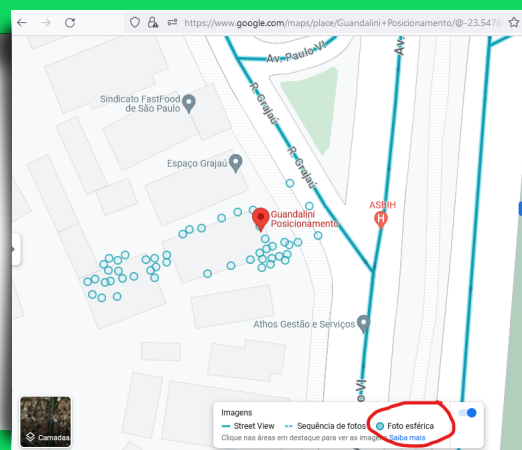 https://www.google.com/maps/place/Guandalini+Posicionamento/@-23.5478
Av. Paulo VI
Av.
R. Grajaú
Sindicato FastFood
de São Paulo
Espaço Grajaú
R. Grajaú
ASBIH
H
Guandalini
Posicionamento
Athos Gestão e Serviços
o VI
Imagens
Street View
Sequência de fotos
Foto esférica
Clique nas áreas em destaque para ver as imagens. Saiba mais
Camadas